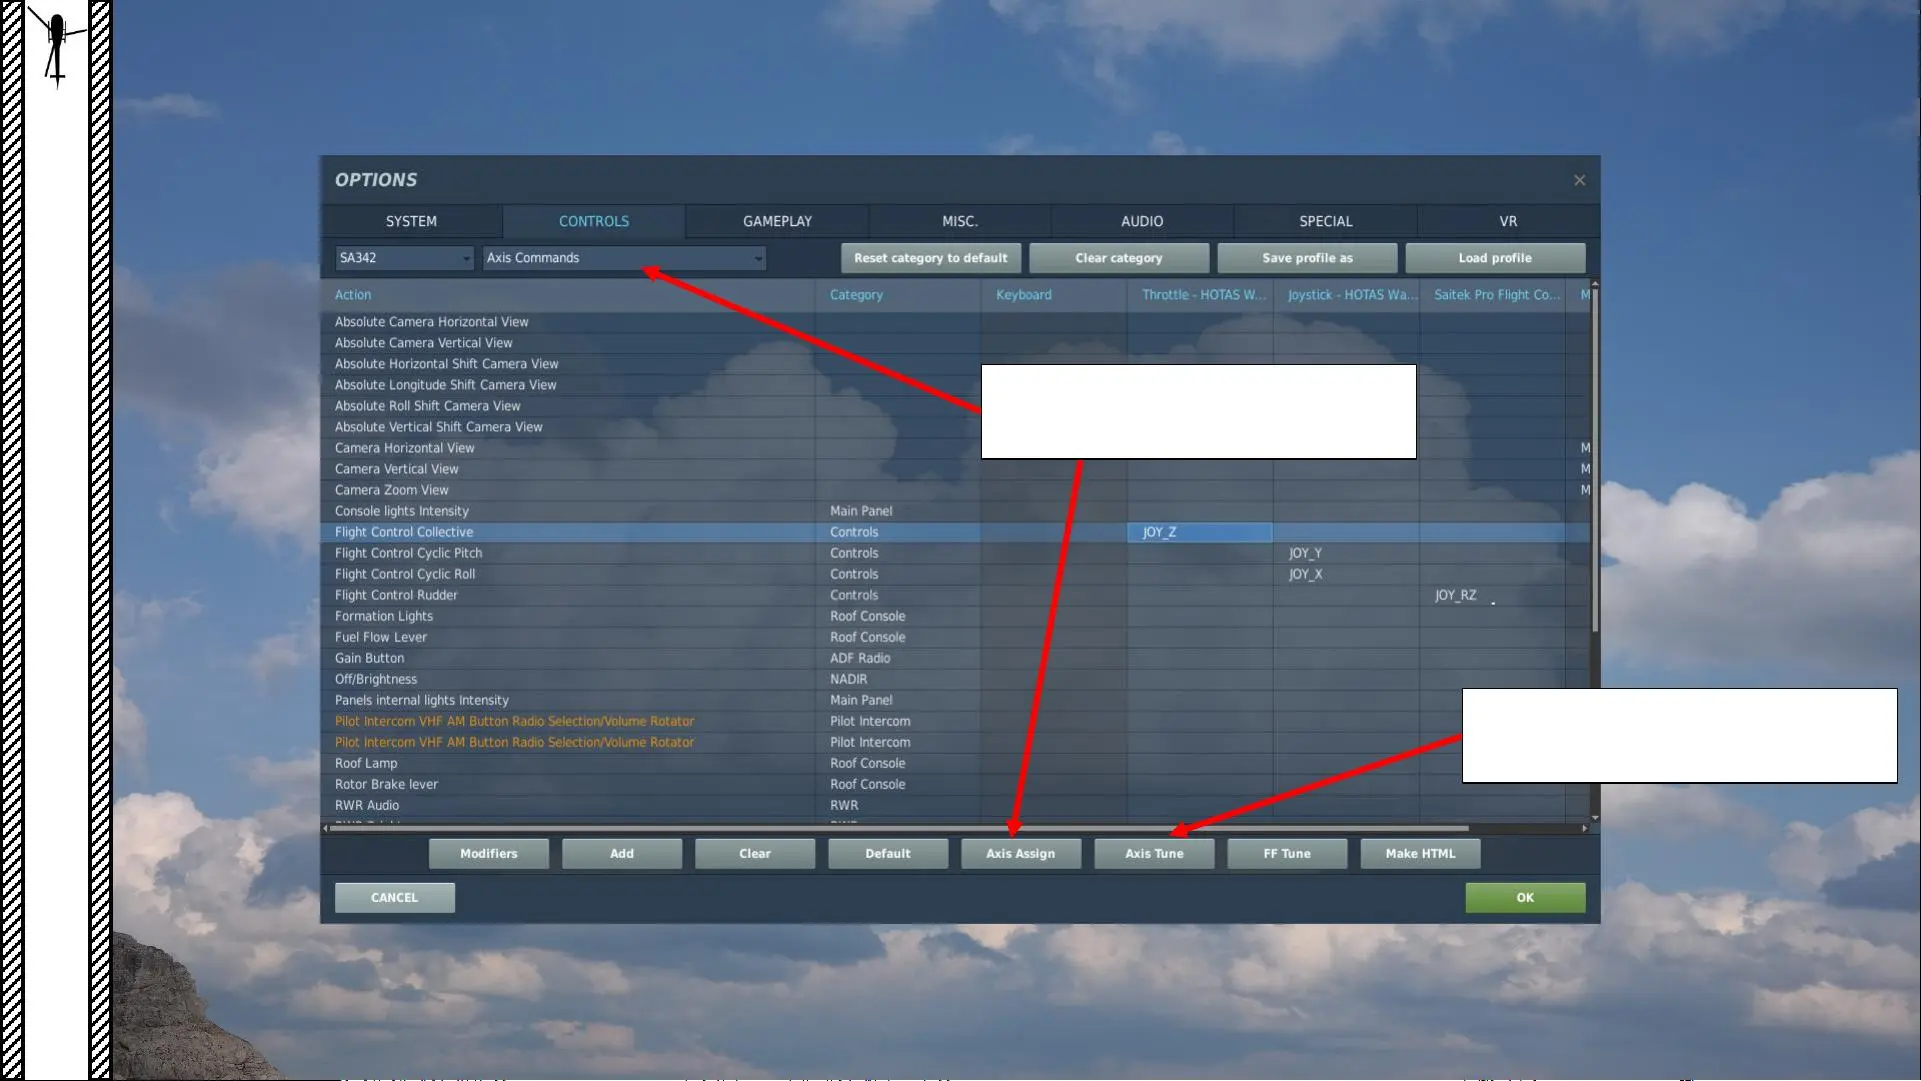 OPTIONS
SYSTEM CONTROLS GAMEPLAY MISC. AUDIO SPECIAL VR
SA342 Axis Commands Reset category to default Clear category Save profile as Load profile
Action Category Keyboard Throttle - HOTAS W... Joystick - HOTAS Wa... Saitek Pro Flight Co... M
Absolute Camera Horizontal View
Absolute Camera Vertical View
Absolute Horizontal Shift Camera View
Absolute Longitude Shift Camera View
Absolute Roll Shift Camera View
Absolute Vertical Shift Camera View
Camera Horizontal View M
Camera Vertical View M
Camera Zoom View M
Console lights Intensity Main Panel
Flight Control Collective Controls JOY_Z
Flight Control Cyclic Pitch Controls JOY_Y
Flight Control Cyclic Roll Controls JOY_X
Flight Control Rudder Controls JOY_RZ
Formation Lights Roof Console
Fuel Flow Lever Roof Console
Gain Button ADF Radio
Off/Brightness NADIR
Panels internal lights Intensity Main Panel
Pilot Intercom VHF AM Button Radio Selection/Volume Rotator Pilot Intercom
Pilot Intercom VHF AM Button Radio Selection/Volume Rotator Pilot Intercom
Roof Lamp Roof Console
Rotor Brake lever Roof Console
RWR Audio RWR
Modifiers Add Clear Default Axis Assign Axis Tune FF Tune Make HTML
CANCEL OK